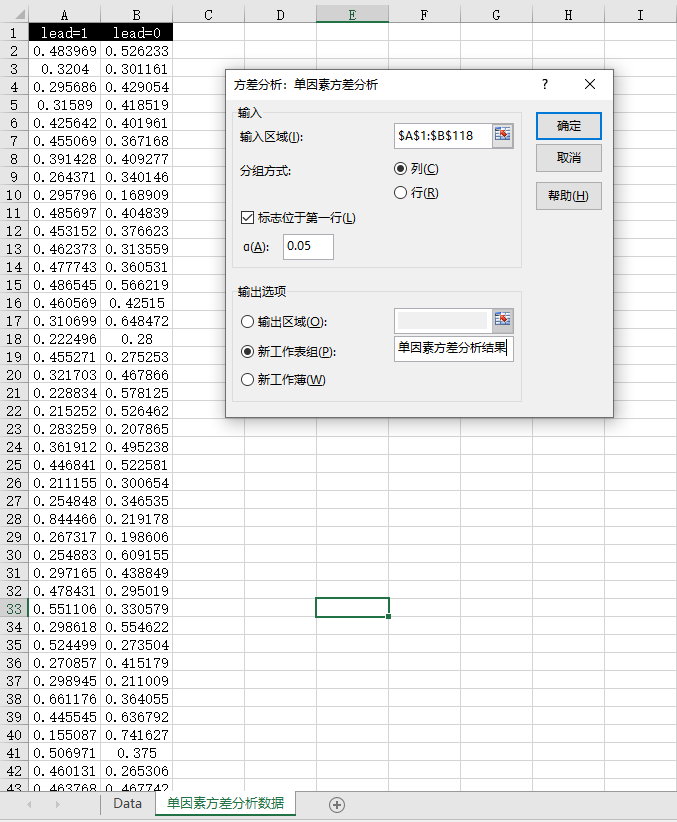 A B C D E F G H I
1 lead=1 lead=0
2 0.483969 0.526233
3 0.3204 0.301161
4 0.295686 0.429054
5 0.31589 0.418519
6 0.425642 0.401961
7 0.455069 0.367168
8 0.391428 0.409277
9 0.264371 0.340146
10 0.295796 0.168909
11 0.485697 0.404839
12 0.453152 0.376623
13 0.462373 0.313559
14 0.477743 0.360531
15 0.486545 0.566219
16 0.460569 0.42515
17 0.310699 0.648472
18 0.222496 0.28
19 0.455271 0.275253
20 0.321703 0.467866
21 0.228834 0.578125
22 0.215252 0.526462
23 0.283259 0.207865
24 0.361912 0.495238
25 0.446841 0.522581
26 0.211155 0.300654
27 0.254848 0.346535
28 0.844466 0.219178
29 0.267317 0.198606
30 0.254883 0.609155
31 0.297165 0.438849
32 0.478431 0.295019
33 0.551106 0.330579
34 0.298618 0.554622
35 0.524499 0.273504
36 0.270857 0.415179
37 0.298945 0.211009
38 0.661176 0.364055
39 0.445545 0.636792
40 0.155087 0.741627
41 0.506971 0.375
42 0.460131 0.265306
43 0.463768 0.467742
方差分析：单因素方差分析 ?
输入
输入区域(I): $A$1:$B$118
分组方式: 列(C)
行(R)
标志位于第一行(L)
α(A): 0.05
输出选项
输出区域(O):
新工作表组(P): 单因素方差分析结果
新工作薄(W)
确定
取消
帮助(H)
Data 单因素方差分析数据